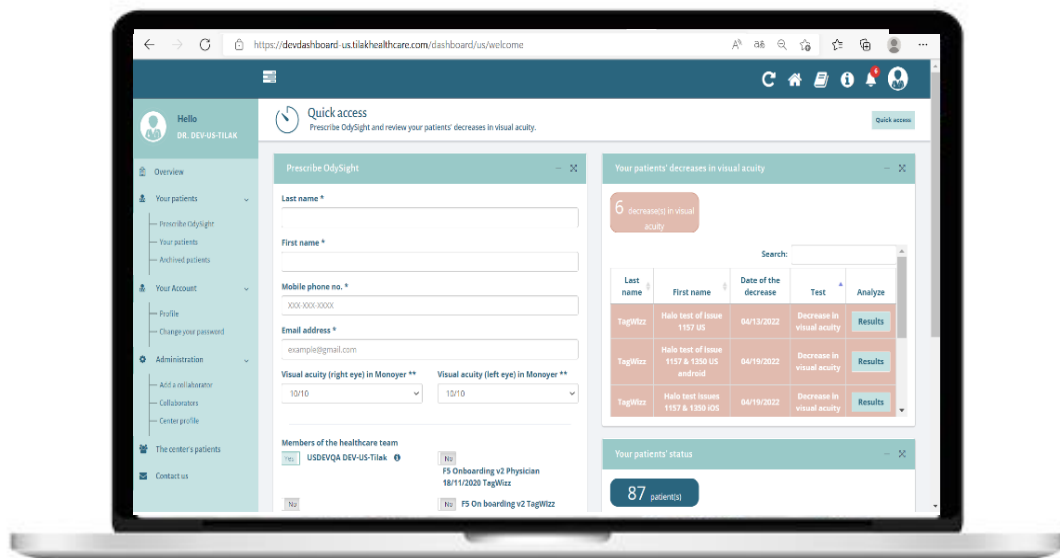 https://devdashboard-us.tilakhealthcare.com/dashboard/us/welcome
6
Hello
DR. DEV-US-TILAK
Overview
Your patients
Prescribe OdySight
Your patients
Archived patients
Your Account
Profile
Change your password
Administration
Add a collaborator
Collaborators
Center profile
The center's patients
Contact us
Quick access
Prescribe OdySight and review your patients' decreases in visual acuity.
Quick access
Prescribe OdySight
Last name *
First name *
Mobile phone no. *
XXX-XXX-XXXX
Email address *
example@gmail.com
Visual acuity (right eye) in Monoyer **
10/10
Visual acuity (left eye) in Monoyer **
10/10
Members of the healthcare team
Yes USDEVQA DEV-US-Tilak
No
F5 Onboarding v2 Physician
18/11/2020 TagWizz
No
No F5 On boarding v2 TagWizz
Your patients' decreases in visual acuity
6 decrease(s) in visual
acuity
Search:
Last
name
First name
Date of the
decrease
Test
Analyze
TagWizz
Halo test of Issue
1157 US
04/13/2022
Decrease in
visual acuity
Results
TagWizz
Halo test of Issue
1157 & 1350 US
android
04/19/2022
Decrease in
visual acuity
Results
TagWizz
Halo test Issues
1157 & 1350 iOS
04/19/2022
Decrease in
visual acuity
Results
Your patients' status
87 patient(s)